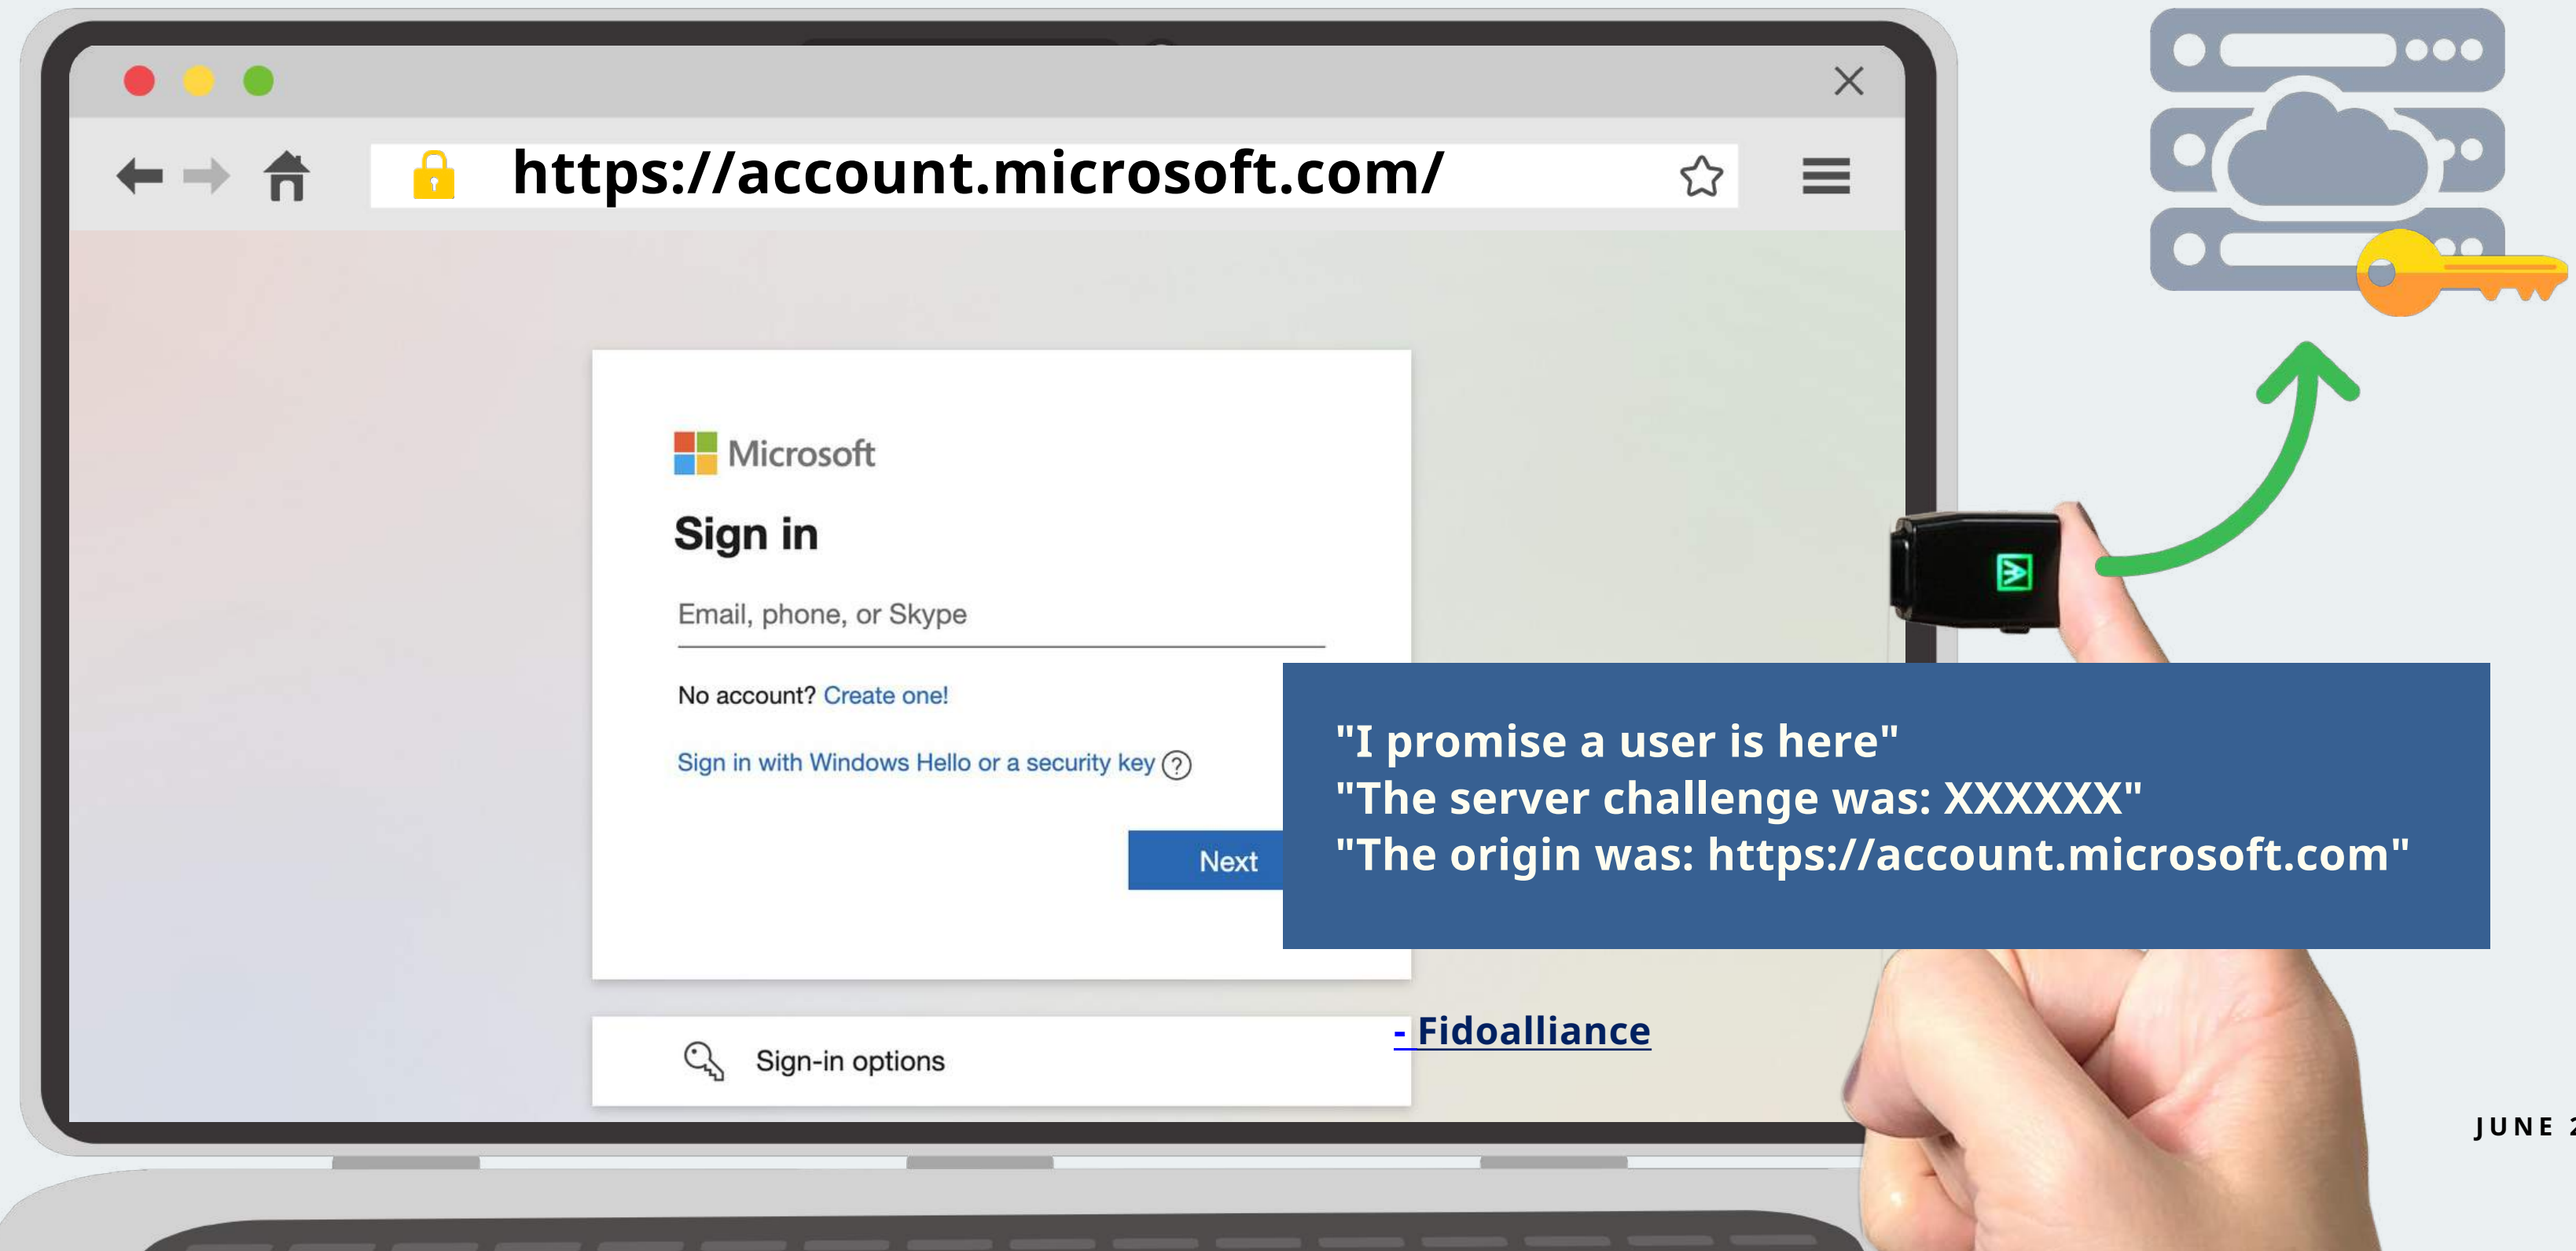 https://account.microsoft.com/
Microsoft
Sign in
Email, phone, or Skype
No account? Create one!
Sign in with Windows Hello or a security key ?
Next
"I promise a user is here"
"The server challenge was: XXXXXX"
"The origin was: https://account.microsoft.com"
- Fidoalliance
Sign-in options
JUNE 2